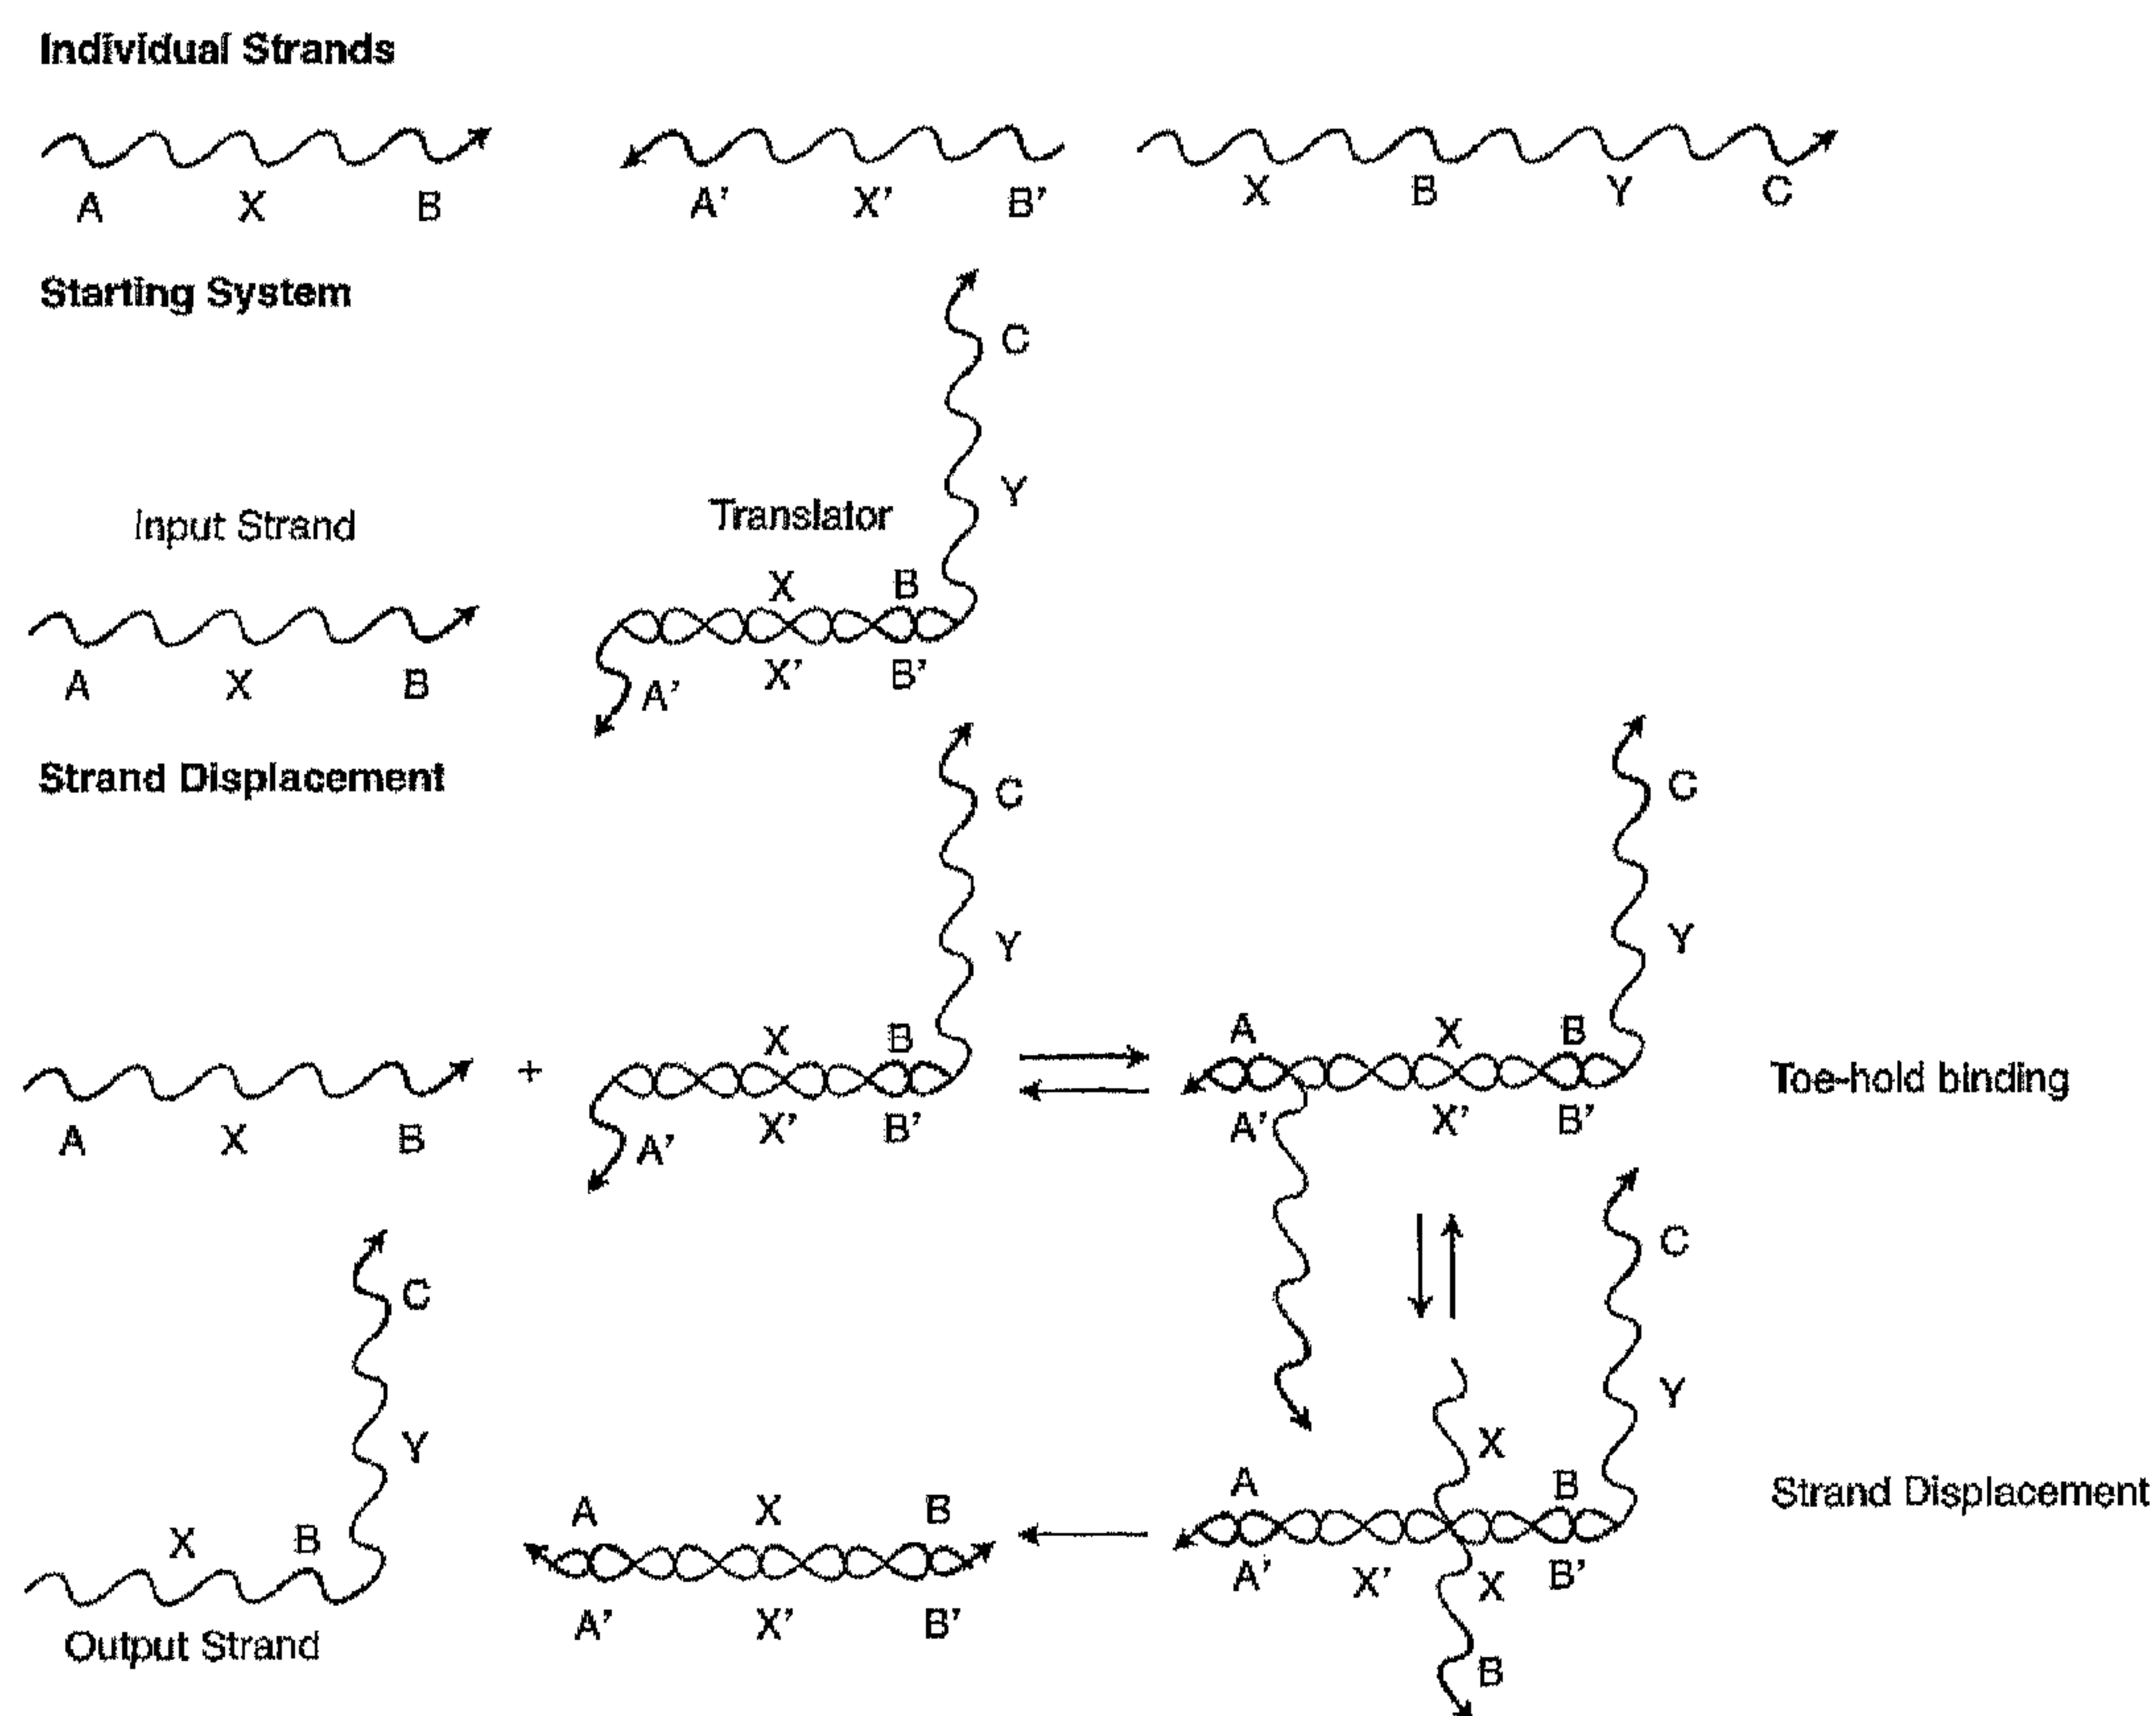 Individual Strands
A X B A' X' B' X B Y C
Starting System
C
Y
Input Strand Translator
X B
A X B A' X' B'
Strand Displacement
C C
Y Y
X B A X B
+ Toe-hold binding
A X B A' X' B' A' X' B'
C C
Y Y
X
X B A X B A B Strand Displacement
A' X' B' A' X' X B'
Output Strand
B